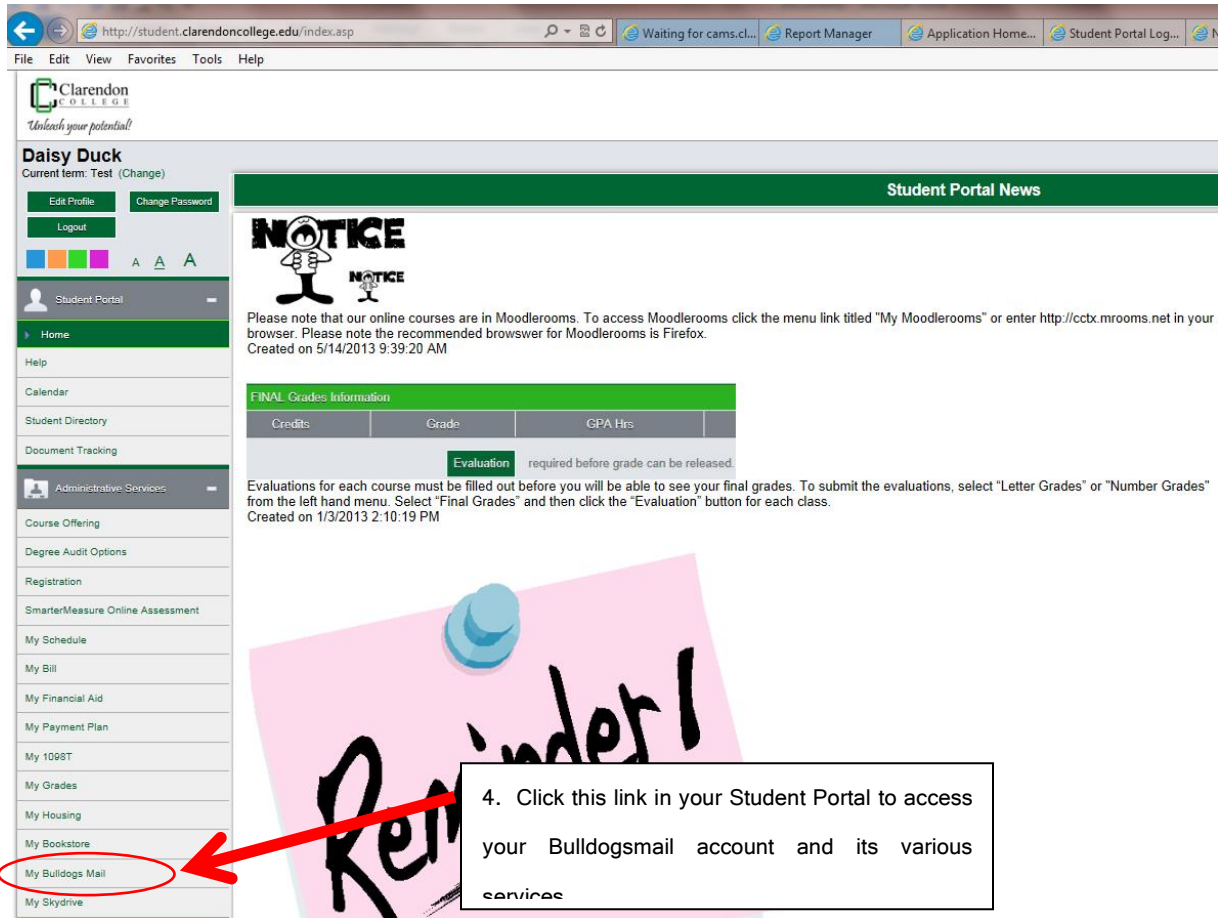 http://student.clarendoncollege.edu/index.asp
Waiting for cams.cl... Report Manager Application Home... Student Portal Log...
File Edit View Favorites Tools Help
Clarendon
COLLEGE
Unleash your potential!
Daisy Duck
Current term: Test (Change)
Edit Profile Change Password
Logout
A A A
Student Portal
Home
Help
Calendar
Student Directory
Document Tracking
Administrative Services
Course Offering
Degree Audit Options
Registration
SmarterMeasure Online Assessment
My Schedule
My Bill
My Financial Aid
My Payment Plan
My 1098T
My Grades
My Housing
My Bookstore
My Bulldogs Mail
My Skydrive
Student Portal News
NOTICE
NOTICE
Please note that our online courses are in Moodlerooms. To access Moodlerooms click the menu link titled "My Moodlerooms" or enter http://cctx.mrooms.net in your
browser. Please note the recommended browswer for Moodlerooms is Firefox.
Created on 5/14/2013 9:39:20 AM
FINAL Grades Information
Credits Grade GPA Hrs
Evaluation required before grade can be released.
Evaluations for each course must be filled out before you will be able to see your final grades. To submit the evaluations, select "Letter Grades" or "Number Grades"
from the left hand menu. Select "Final Grades" and then click the "Evaluation" button for each class.
Created on 1/3/2013 2:10:19 PM
Reminder!
4. Click this link in your Student Portal to access
your Bulldogsmail account and its various
services